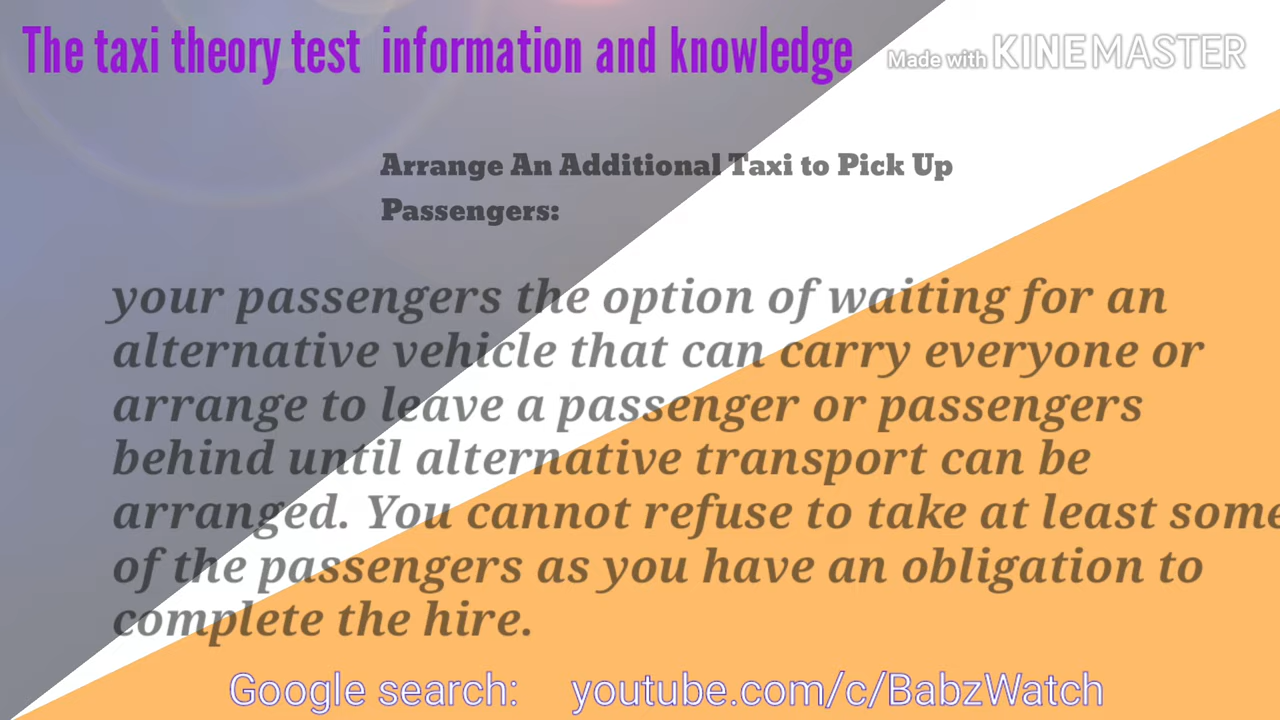 The taxi theory test information and knowledge
Made with KINEMASTER
Arrange An Additional Taxi to Pick Up
Passengers:
your passengers the option of waiting for an
alternative vehicle that can carry everyone or
arrange to leave a passenger or passengers
behind until alternative transport can be
arranged. You cannot refuse to take at least some
of the passengers as you have an obligation to
complete the hire.
Google search: youtube.com/c/BabzWatch